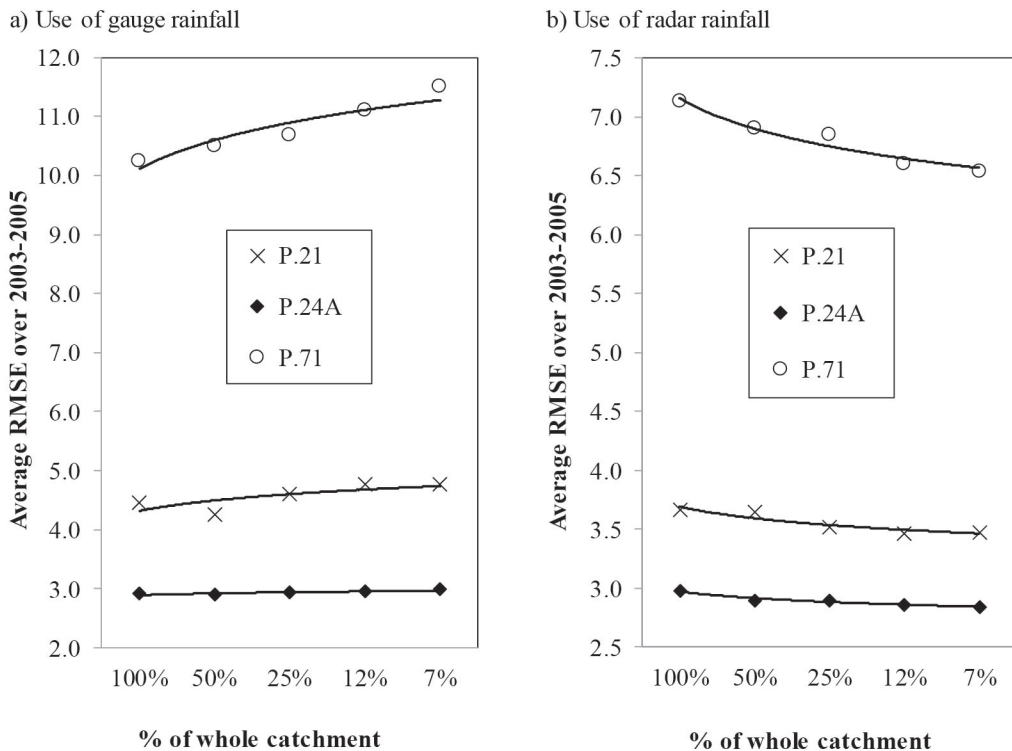 a) Use of gauge rainfall
12.0
11.0
10.0
9.0
8.0
7.0
6.0
5.0
4.0
3.0
2.0
Average RMSE over 2003-2005
P.21
P.24A
P.71
100% 50% 25% 12% 7%
% of whole catchment
b) Use of radar rainfall
7.5
7.0
6.5
6.0
5.5
5.0
4.5
4.0
3.5
3.0
2.5
Average RMSE over 2003-2005
P.21
P.24A
P.71
100% 50% 25% 12% 7%
% of whole catchment